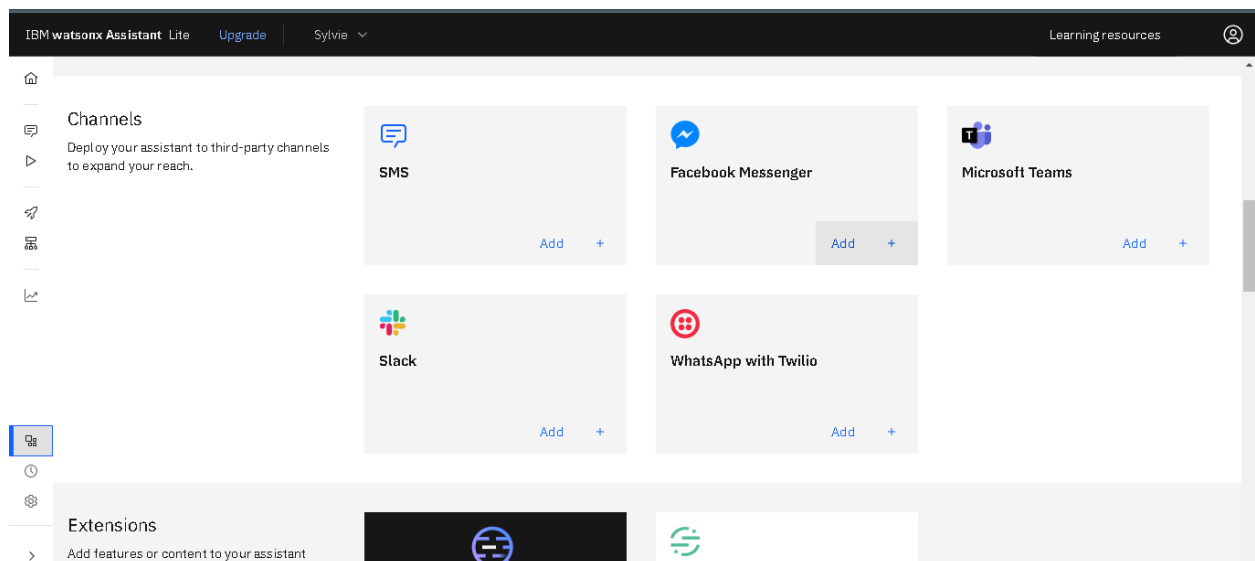 IBM watsonx Assistant Lite Upgrade Sylvie Learning resources
Channels
Deploy your assistant to third-party channels
to expand your reach.
SMS
Add +
Facebook Messenger
Add +
T
Microsoft Teams
Add +
Slack
Add +
WhatsApp with Twilio
Add +
Extensions
Add features or content to your assistant